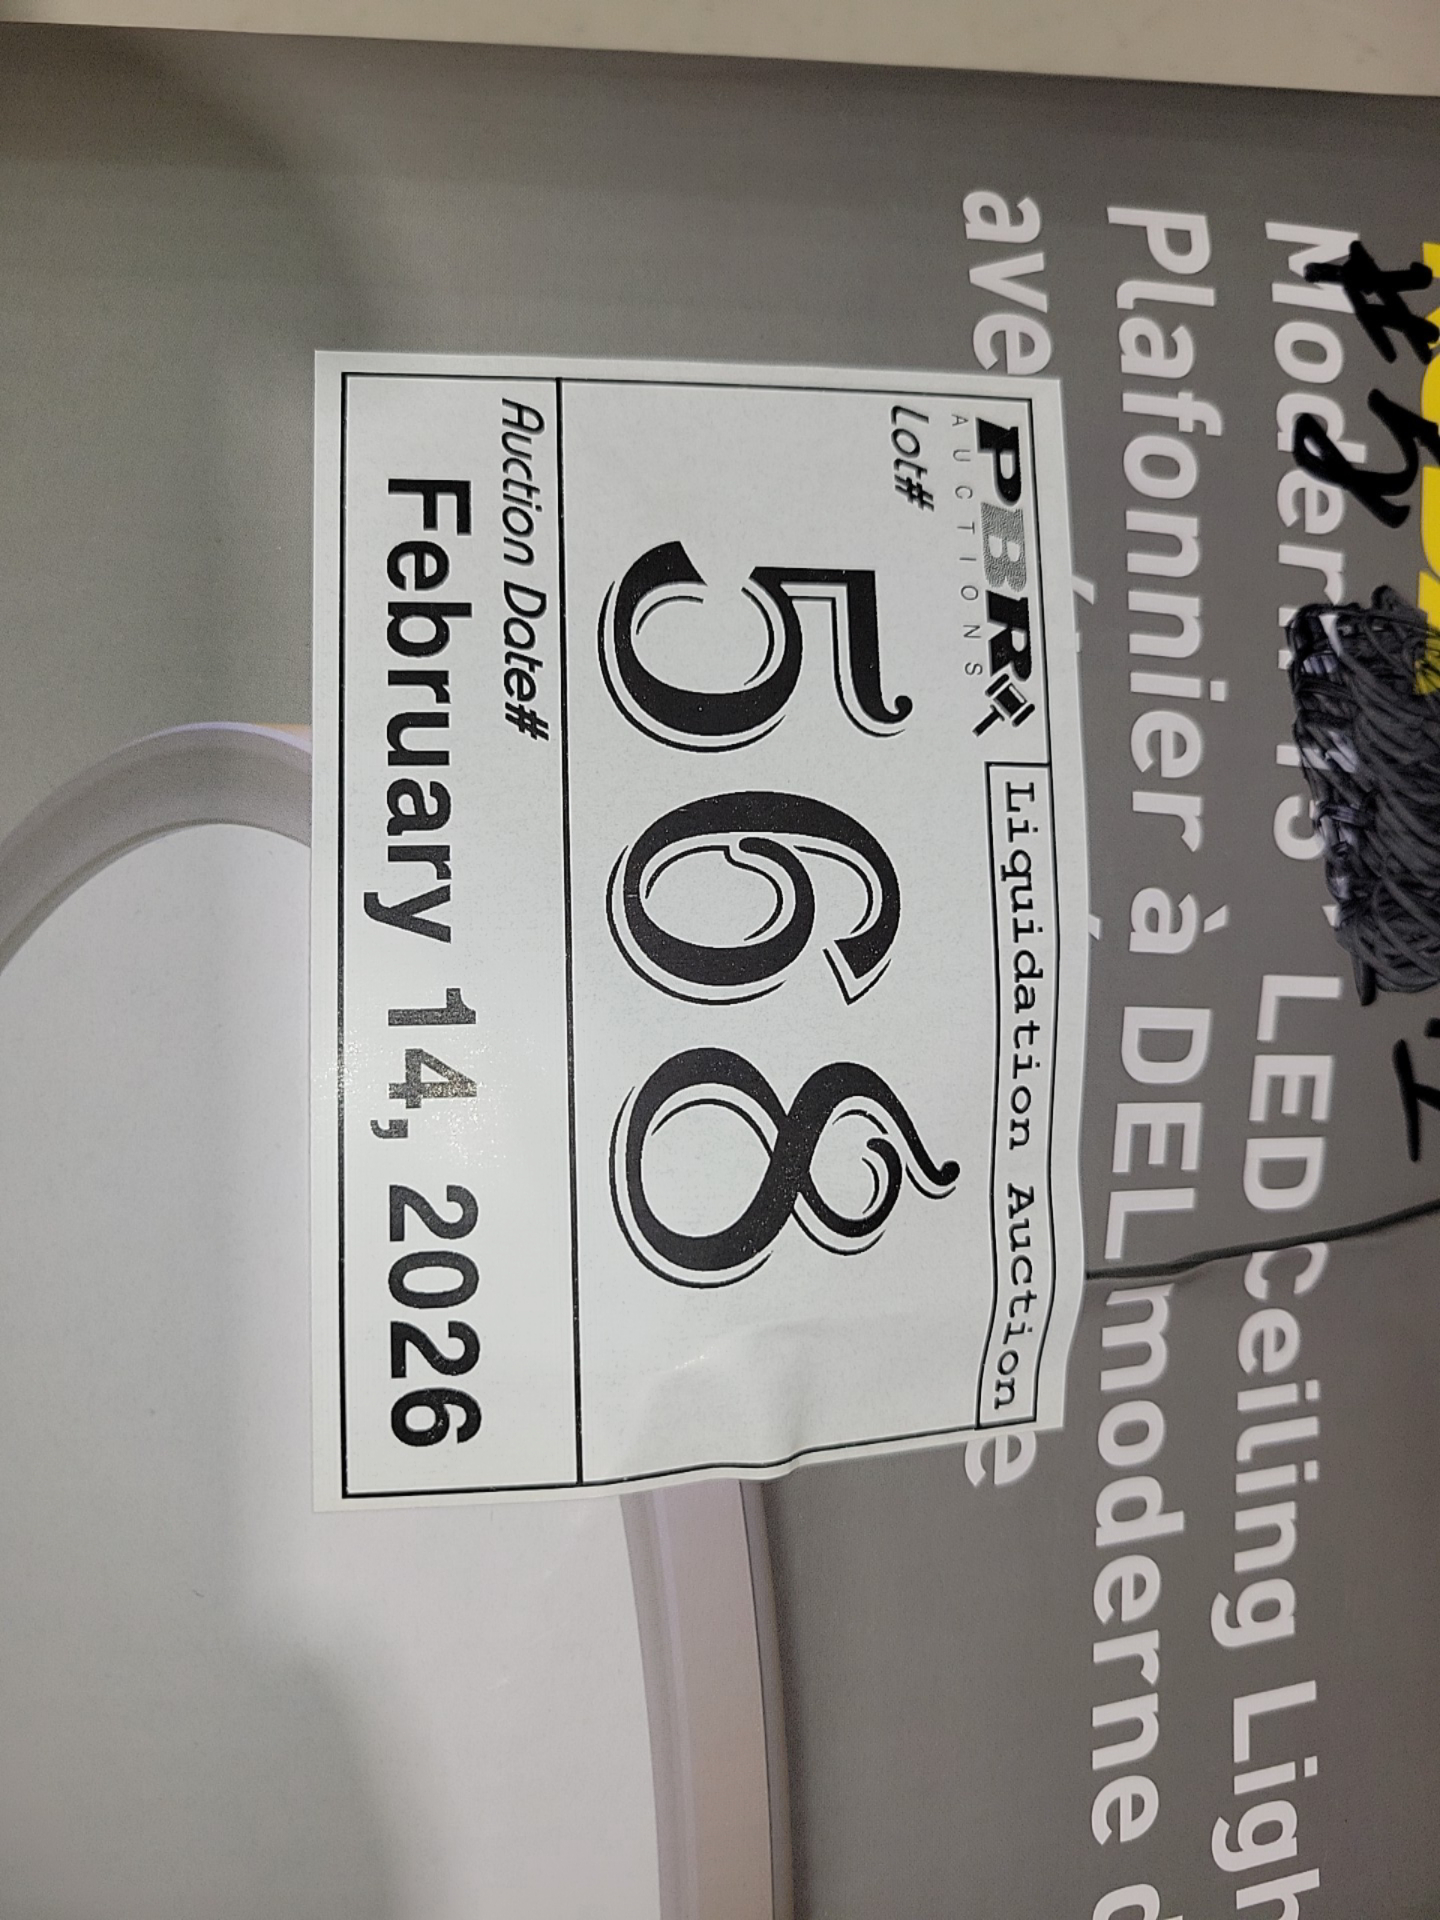 Modern 13" LED ceiling Ligh
Plafonnier à DEL moderne d
ave
PBR
AUCTIONS
Liquidation Auction
Lot#
568
Auction Date#
February 14, 2026